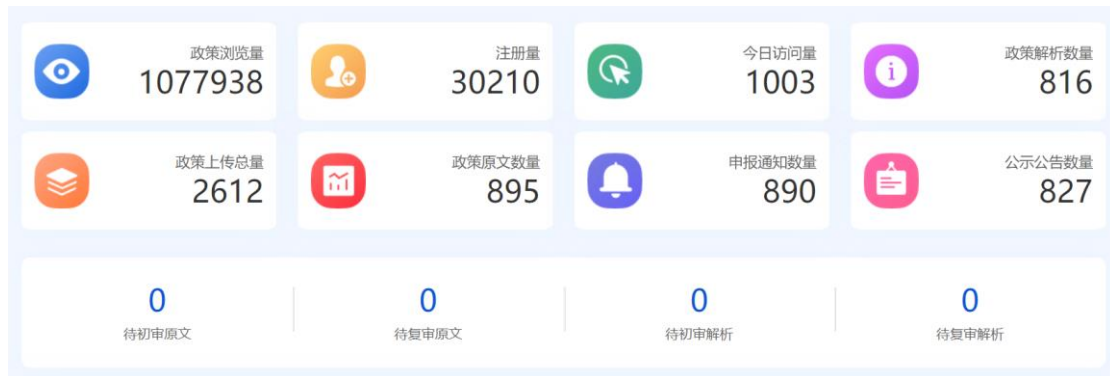 政策浏览量
1077938
注册量
30210
今日访问量
1003
政策解析数量
816
政策上传总量
2612
政策原文数量
895
申报通知数量
890
公示公告数量
827
0
待初审原文
0
待复审原文
0
待初审解析
0
待复审解析